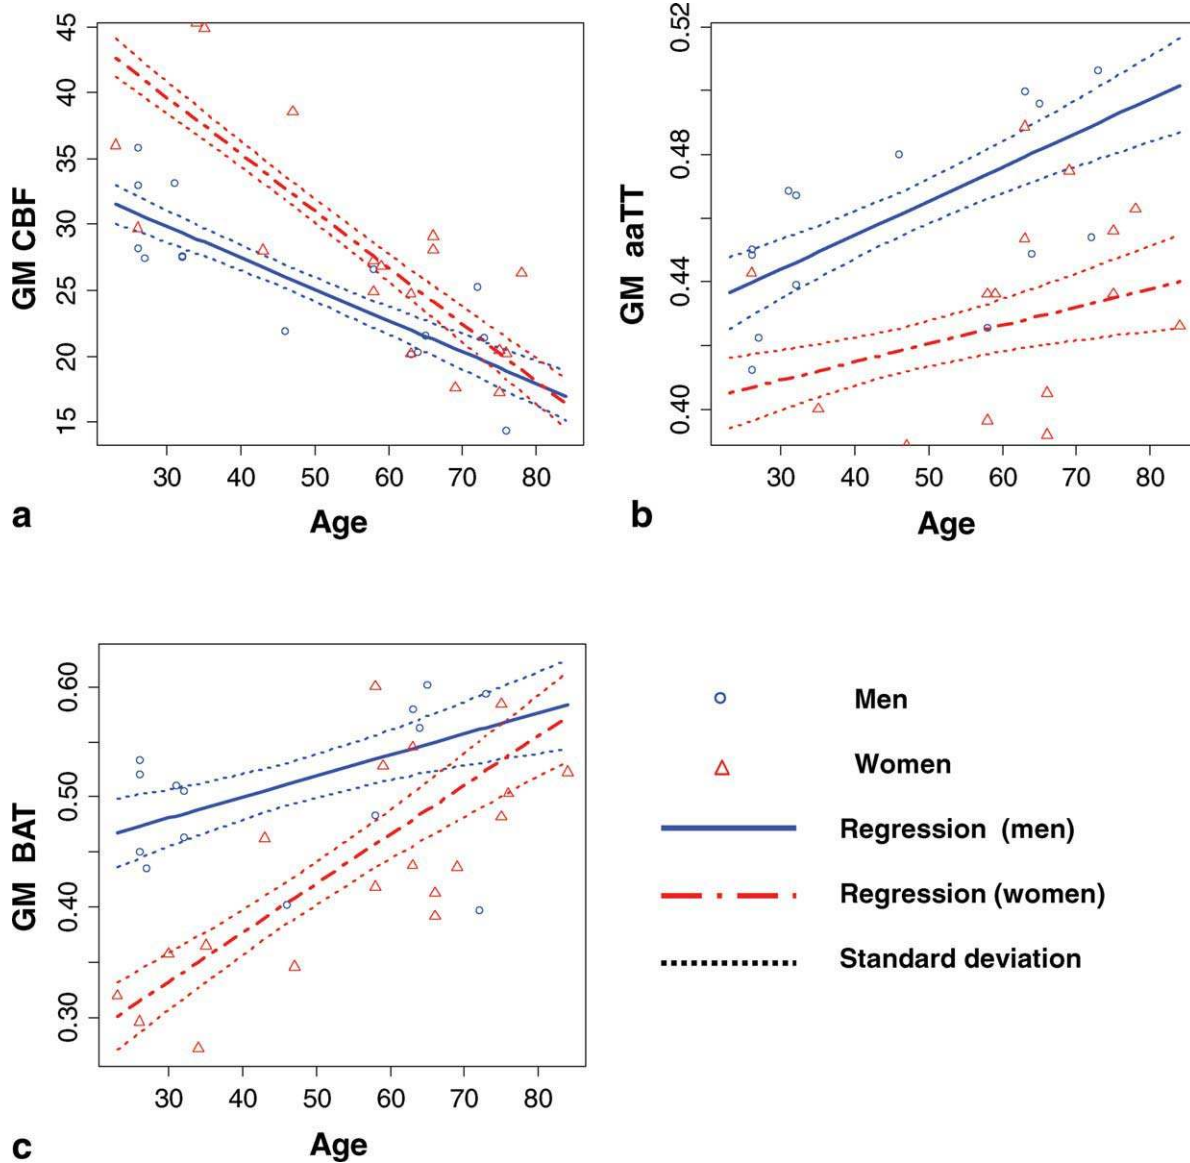 45
40
35
30
25
20
15
GM CBF
30 40 50 60 70 80
Age
a
0.52
0.48
0.44
0.40
GM aaTT
30 40 50 60 70 80
Age
b
0.60
0.50
0.40
0.30
GM BAT
30 40 50 60 70 80
Age
c
Men
Women
Regression (men)
Regression (women)
Standard deviation